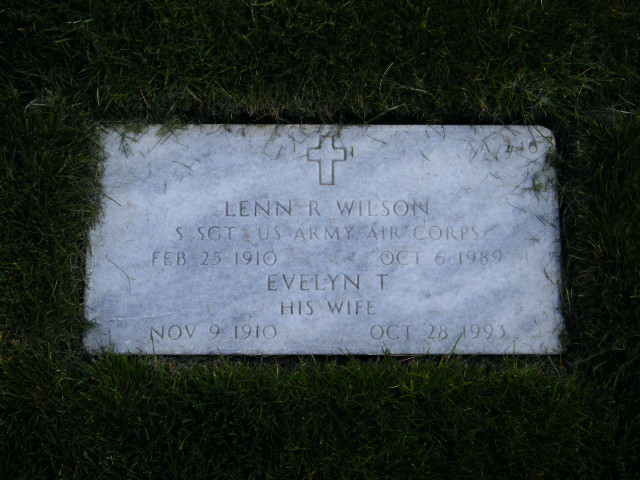 LENN R WILSON
S SGT US ARMY AIR CORPS
FEB 25 1910 OCT 6 1989
EVELYN T
HIS WIFE
NOV 9 1910 OCT 28 1993